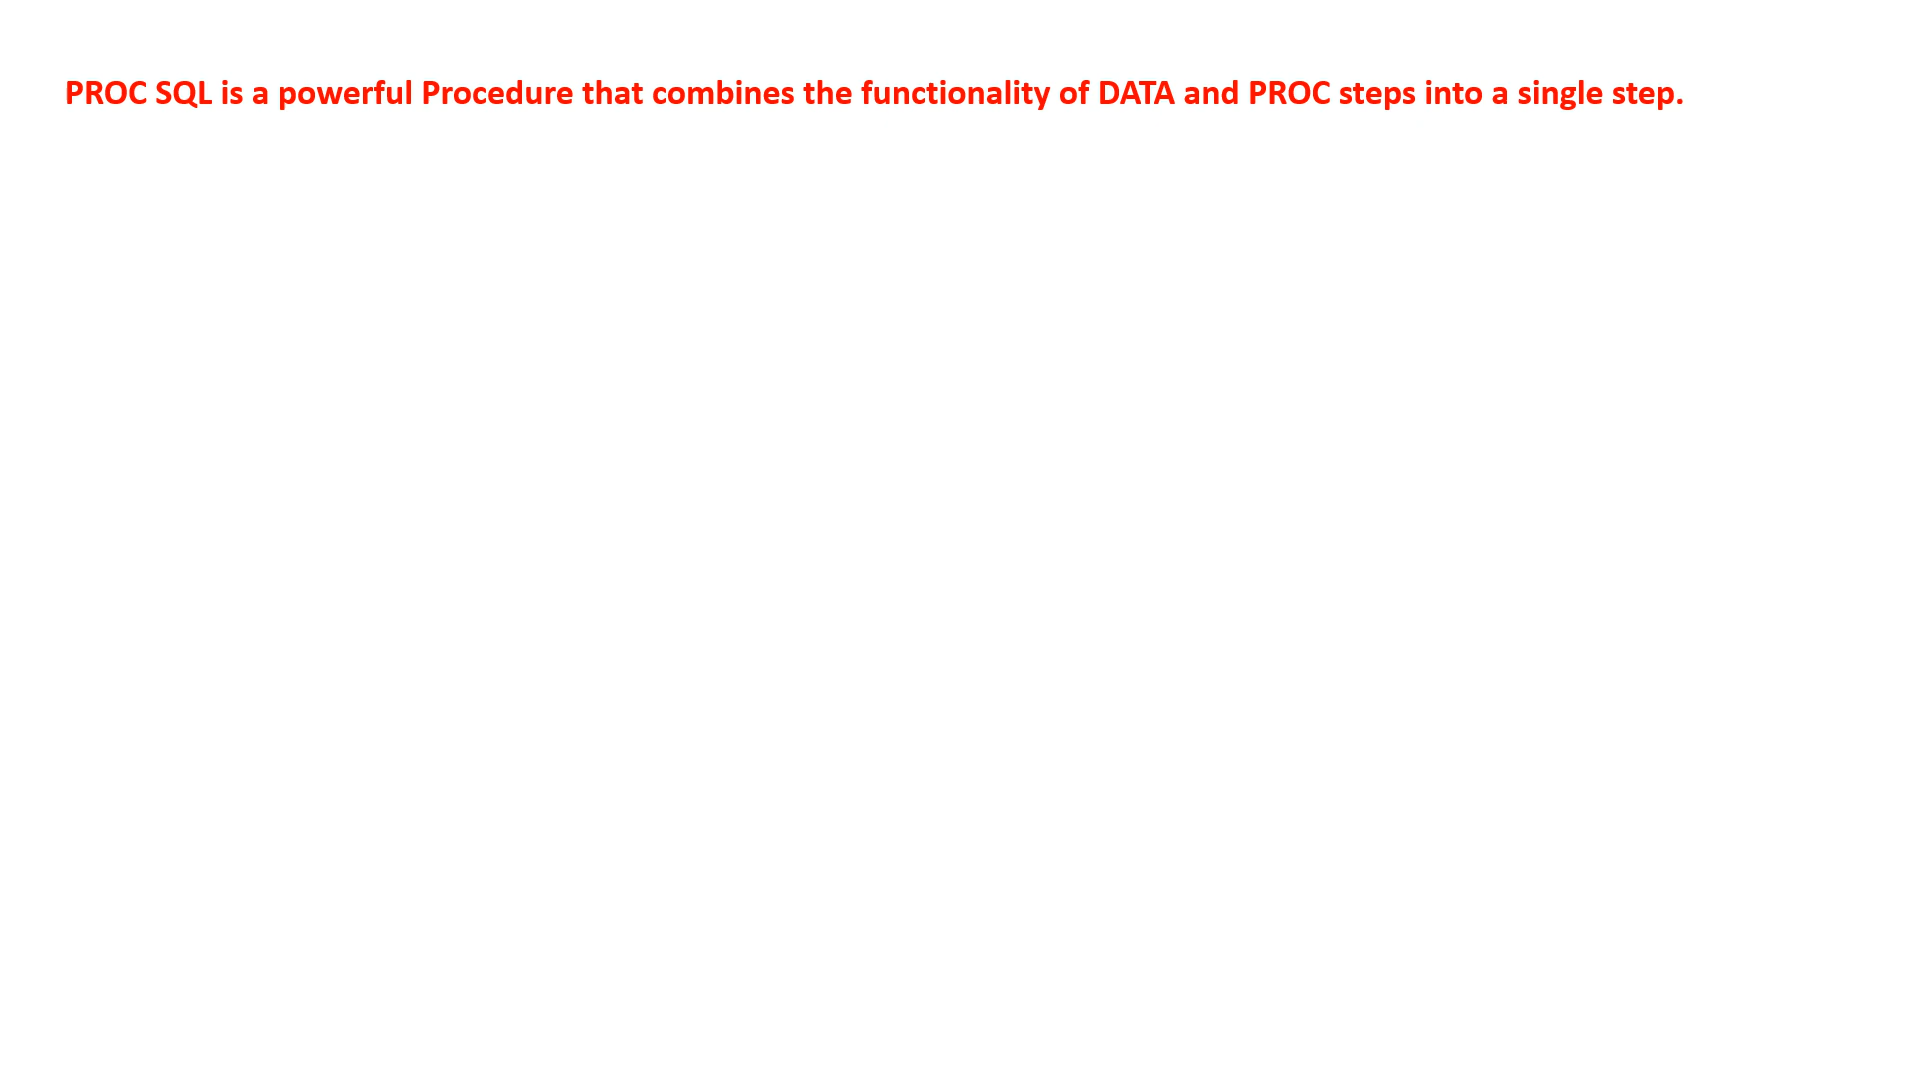 PROC SQL is a powerful Procedure that combines the functionality of DATA and PROC steps into a single step.